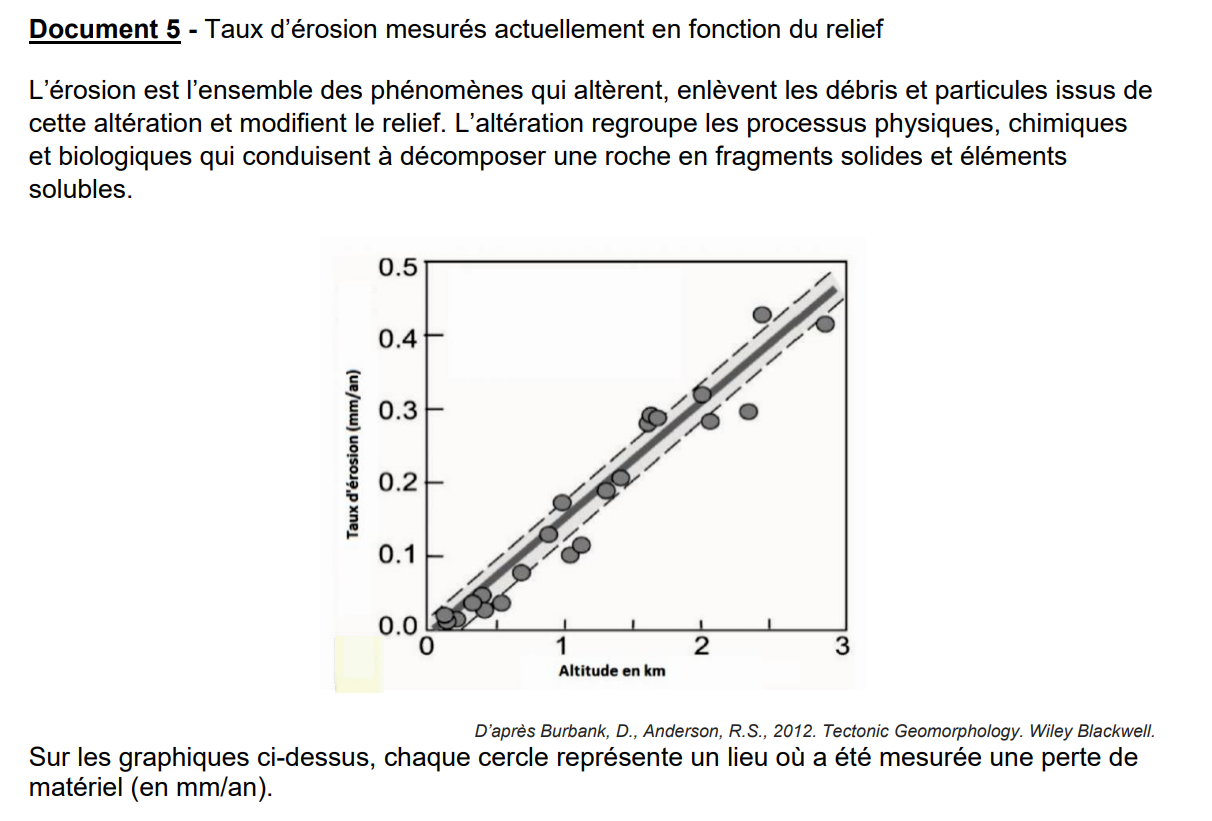 Document 5 - Taux d’érosion mesurés actuellement en fonction du relief
L’érosion est l’ensemble des phénomènes qui altèrent, enlèvent les débris et particules issus de
cette altération et modifient le relief. L’altération regroupe les processus physiques, chimiques
et biologiques qui conduisent à décomposer une roche en fragments solides et éléments
solubles.
0.5
0.4
0.3
0.2
0.1
0.0
Taux d'érosion (mm/an)
0 1 2 3
Altitude en km
D’après Burbank, D., Anderson, R.S., 2012. Tectonic Geomorphology. Wiley Blackwell.
Sur les graphiques ci-dessus, chaque cercle représente un lieu où a été mesurée une perte de
matériel (en mm/an).